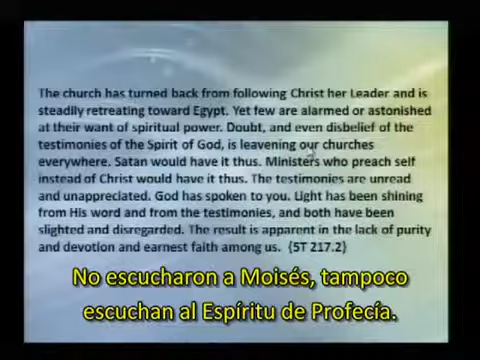 The church has turned back from following Christ her Leader and is
steadily retreating toward Egypt. Yet few are alarmed or astonished
at their want of spiritual power. Doubt, and even disbelief of the
testimonies of the Spirit of God, is leavening our churches
everywhere. Satan would have it thus. Ministers who preach self
instead of Christ would have it thus. The testimonies are unread
and unappreciated. God has spoken to you. Light has been shining
from His word and from the testimonies, and both have been
slighted and disregarded. The result is apparent in the lack of purity
and devotion and earnest faith among us. {5T 217.2}
No escucharon a Moisés, tampoco
escuchan al Espíritu de Profecía.